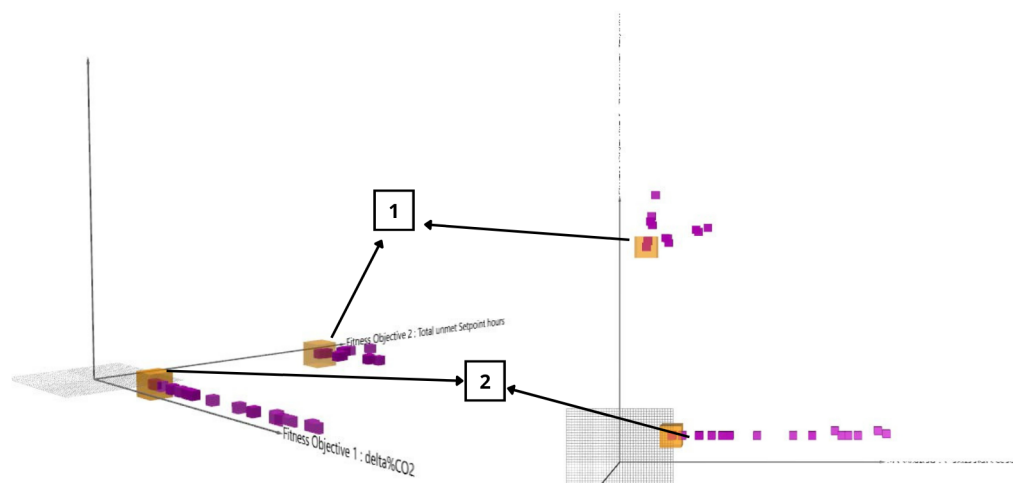 1
Fitness Objective 2 : Total unmet Setpoint hours
2
Fitness Objective 1 : delta%CO2